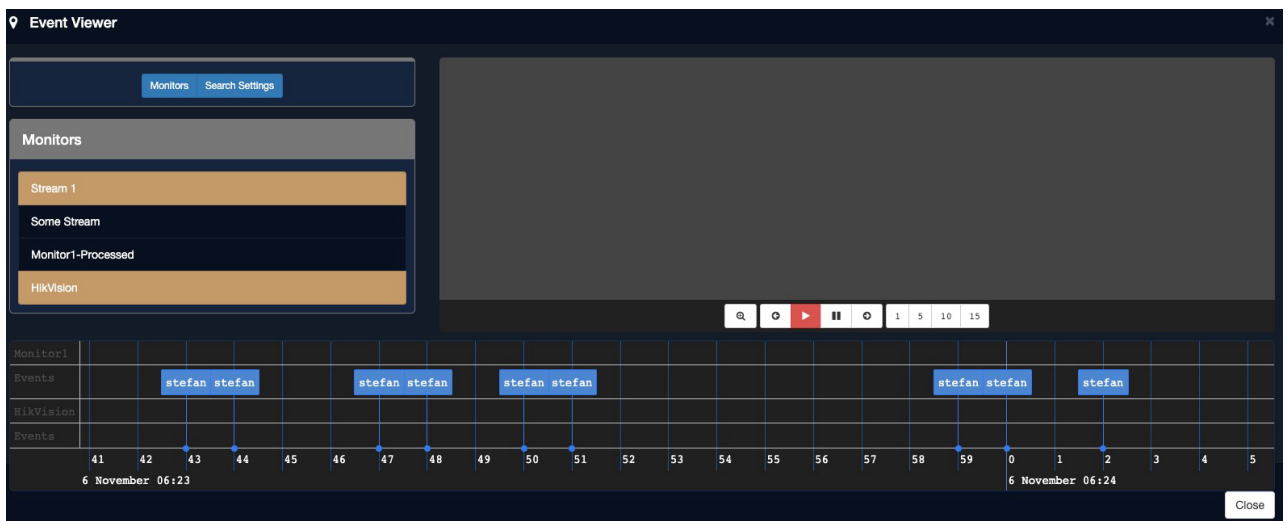 Event Viewer
Monitors Search Settings
Monitors
Stream 1
Some Stream
Monitor1-Processed
HikVision
1 5 10 15
Monitor1
Events stefan stefan stefan stefan stefan stefan stefan stefan stefan
HikVision
Events
41 42 43 44 45 46 47 48 49 50 51 52 53 54 55 56 57 58 59 0 1 2 3 4 5
6 November 06:23 6 November 06:24
Close